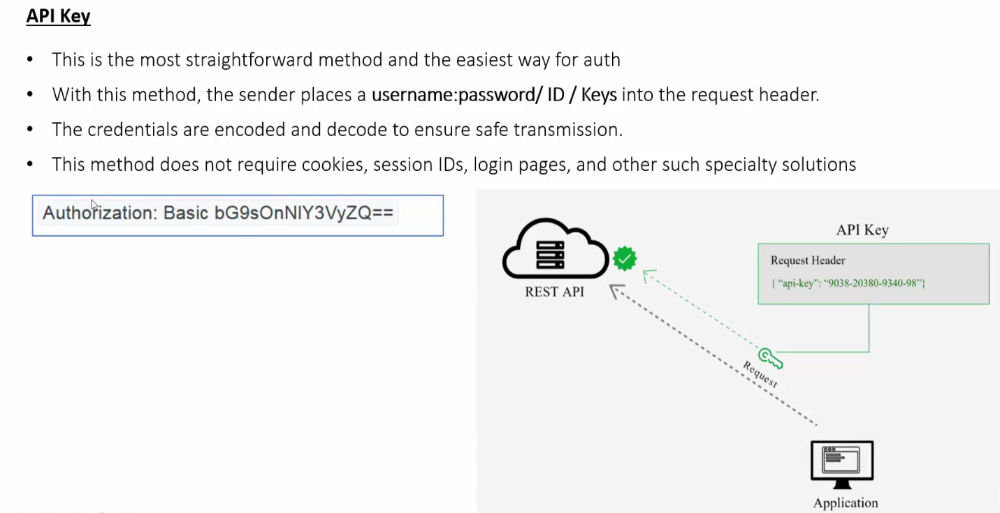 API Key
• This is the most straightforward method and the easiest way for auth
• With this method, the sender places a username:password/ ID / Keys into the request header.
• The credentials are encoded and decode to ensure safe transmission.
• This method does not require cookies, session IDs, login pages, and other such specialty solutions
Authorization: Basic bG9sOnNlY3VyZQ==
API Key
Request Header
{ “api-key”: “9038-20380-9340-98”}
REST API
Request
Application